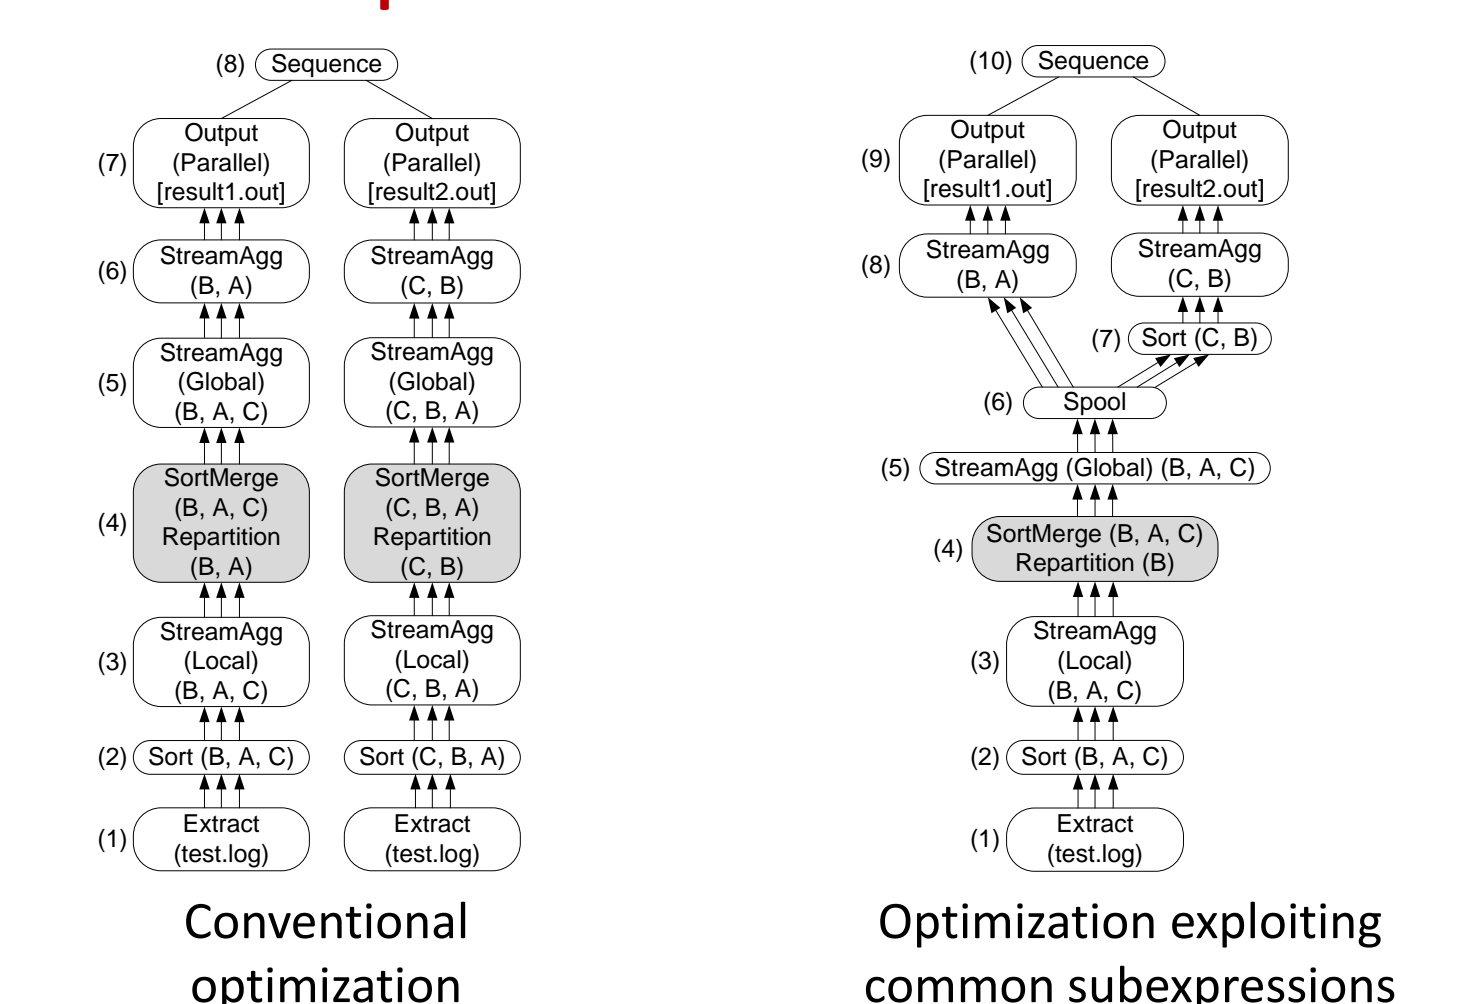 (8) Sequence
(7)
Output
(Parallel)
[result1.out]
Output
(Parallel)
[result2.out]
(6)
StreamAgg
(B, A)
StreamAgg
(C, B)
(5)
StreamAgg
(Global)
(B, A, C)
StreamAgg
(Global)
(C, B, A)
(4)
SortMerge
(B, A, C)
Repartition
(B, A)
SortMerge
(C, B, A)
Repartition
(C, B)
(3)
StreamAgg
(Local)
(B, A, C)
StreamAgg
(Local)
(C, B, A)
(2) Sort (B, A, C)
Sort (C, B, A)
(1)
Extract
(test.log)
Extract
(test.log)
Conventional
optimization
(10) Sequence
(9)
Output
(Parallel)
[result1.out]
Output
(Parallel)
[result2.out]
(8)
StreamAgg
(B, A)
StreamAgg
(C, B)
(7) Sort (C, B)
(6) Spool
(5) StreamAgg (Global) (B, A, C)
(4)
SortMerge (B, A, C)
Repartition (B)
(3)
StreamAgg
(Local)
(B, A, C)
(2) Sort (B, A, C)
(1)
Extract
(test.log)
Optimization exploiting
common subexpressions